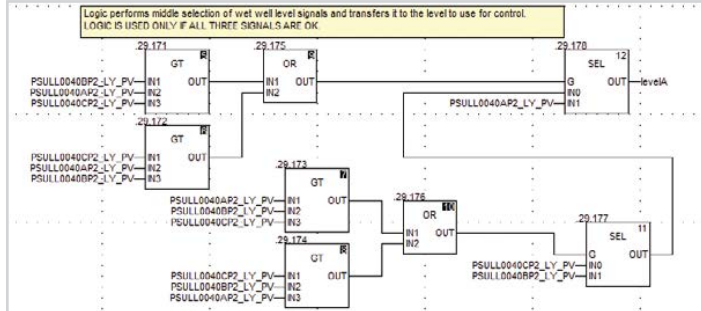 Logic performs middle selection of wet well level signals and transfers it to the level to use for control.
LOGIC IS USED ONLY IF ALL THREE SIGNALS ARE OK.
.29.171
GT
PSULL0040BP2_LY_PV IN1 OUT
PSULL0040AP2_LY_PV IN2
PSULL0040CP2_LY_PV IN3
.29.175
OR
IN1 OUT
IN2
.29.178
12
SEL
G OUT levelA
IN0
PSULL0040AP2_LY_PV IN1
.29.172
GT
PSULL0040CP2_LY_PV IN1 OUT
PSULL0040AP2_LY_PV IN2
PSULL0040BP2_LY_PV IN3
.29.173
7
GT
PSULL0040AP2_LY_PV IN1 OUT
PSULL0040BP2_LY_PV IN2
PSULL0040CP2_LY_PV IN3
.29.176
10
OR
IN1 OUT
IN2
.29.174
GT
PSULL0040CP2_LY_PV IN1 OUT
PSULL0040BP2_LY_PV IN2
PSULL0040AP2_LY_PV IN3
.29.177
11
SEL
G OUT
PSULL0040CP2_LY_PV IN0
PSULL0040BP2_LY_PV IN1